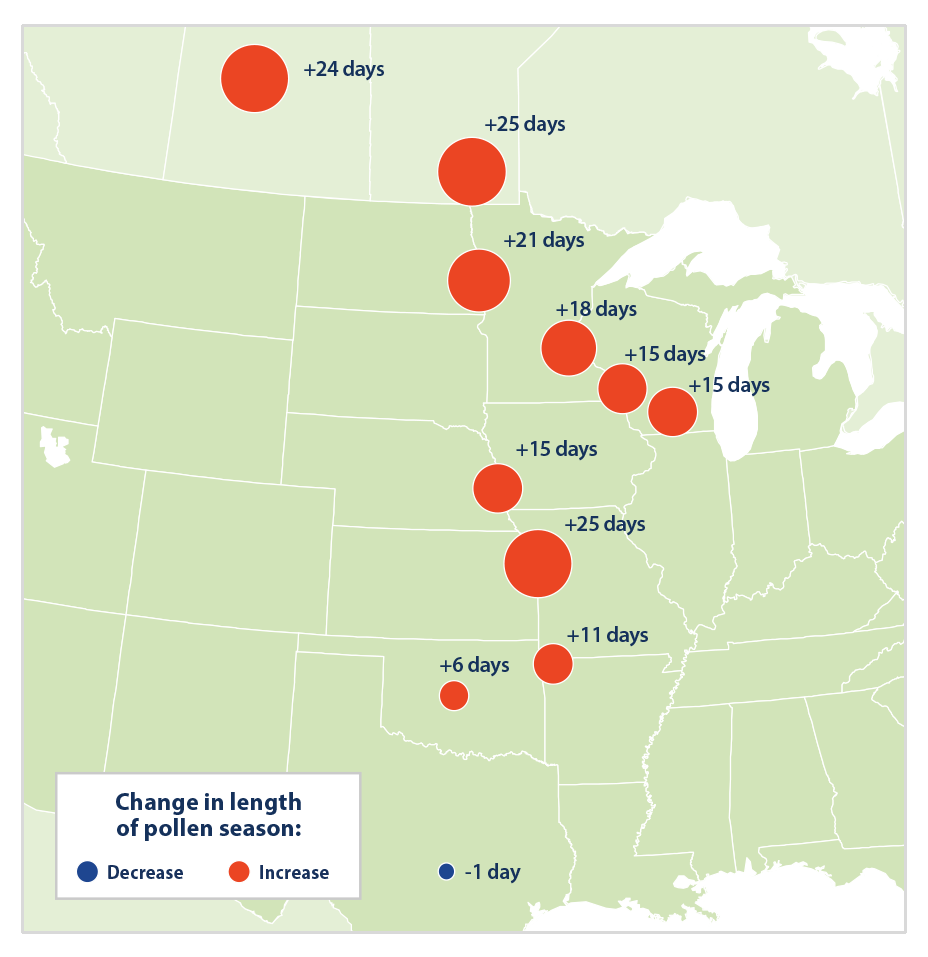 +24 days
+25 days
+21 days
+18 days
+15 days
+15 days
+15 days
+25 days
+11 days
+6 days
Change in length
of pollen season:
Decrease
Increase
-1 day